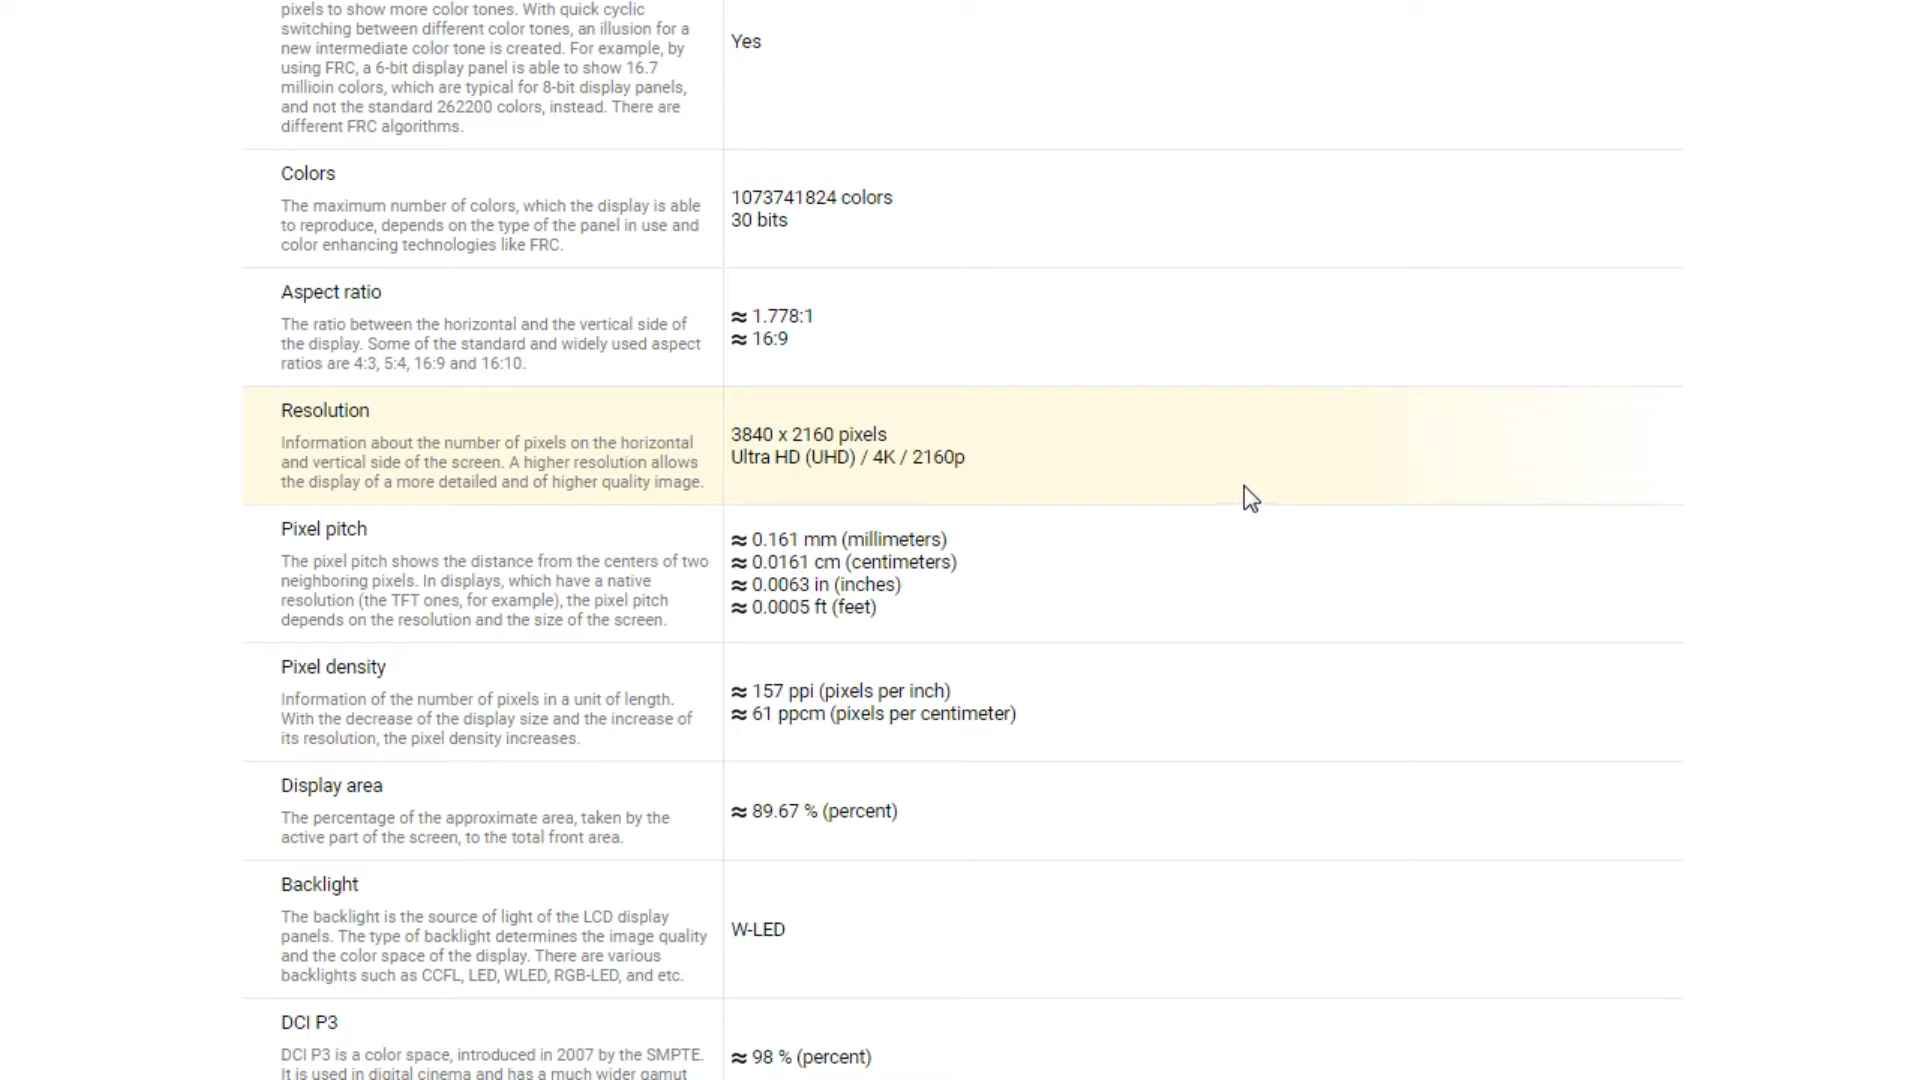 pixels to show more color tones. With quick cyclic
switching between different color tones, an illusion for a
new intermediate color tone is created. For example, by
using FRC, a 6-bit display panel is able to show 16.7
millioin colors, which are typical for 8-bit display panels,
and not the standard 262200 colors, instead. There are
different FRC algorithms.
Yes
Colors
The maximum number of colors, which the display is able
to reproduce, depends on the type of the panel in use and
color enhancing technologies like FRC.
1073741824 colors
30 bits
Aspect ratio
The ratio between the horizontal and the vertical side of
the display. Some of the standard and widely used aspect
ratios are 4:3, 5:4, 16:9 and 16:10.
≈ 1.778:1
≈ 16:9
Resolution
Information about the number of pixels on the horizontal
and vertical side of the screen. A higher resolution allows
the display of a more detailed and of higher quality image.
3840 x 2160 pixels
Ultra HD (UHD) / 4K / 2160p
Pixel pitch
The pixel pitch shows the distance from the centers of two
neighboring pixels. In displays, which have a native
resolution (the TFT ones, for example), the pixel pitch
depends on the resolution and the size of the screen.
≈ 0.161 mm (millimeters)
≈ 0.0161 cm (centimeters)
≈ 0.0063 in (inches)
≈ 0.0005 ft (feet)
Pixel density
Information of the number of pixels in a unit of length.
With the decrease of the display size and the increase of
its resolution, the pixel density increases.
≈ 157 ppi (pixels per inch)
≈ 61 ppcm (pixels per centimeter)
Display area
The percentage of the approximate area, taken by the
active part of the screen, to the total front area.
≈ 89.67 % (percent)
Backlight
The backlight is the source of light of the LCD display
panels. The type of backlight determines the image quality
and the color space of the display. There are various
backlights such as CCFL, LED, WLED, RGB-LED, and etc.
W-LED
DCI P3
DCI P3 is a color space, introduced in 2007 by the SMPTE.
It is used in digital cinema and has a much wider gamut
≈ 98 % (percent)